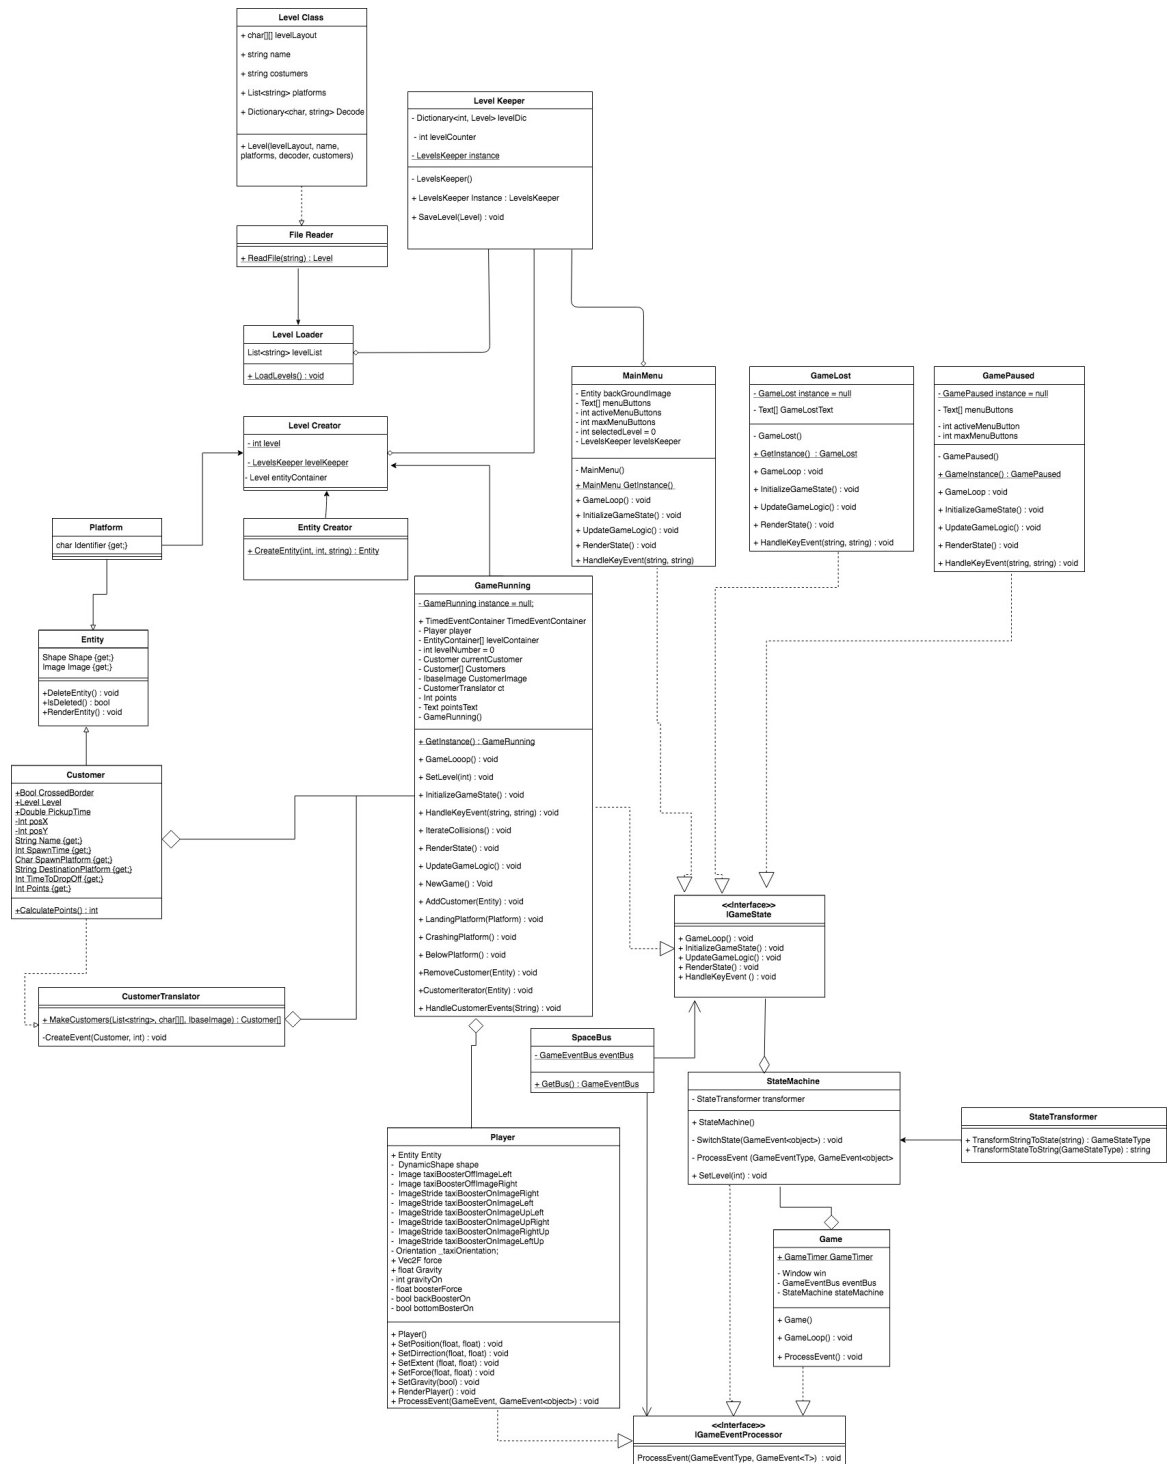 Level Class
+ char[][] levelLayout
+ string name
+ string costumers
+ List<string> platforms
+ Dictionary<char, string> Decode
+ Level(levelLayout, name,
platforms, decoder, customers)
Level Keeper
- Dictionary<int, Level> levelDic
- int levelCounter
- LevelsKeeper instance
- LevelsKeeper()
+ LevelsKeeper Instance : LevelsKeeper
+ SaveLevel(Level) : void
File Reader
+ ReadFile(string) : Level
Level Loader
List<string> levelList
+ LoadLevels() : void
MainMenu
- Entity backGroundImage
- Text[] menuButtons
- int activeMenuButtons
- int maxMenuButtons
- int selectedLevel = 0
- LevelsKeeper levelsKeeper
- MainMenu()
+ MainMenu GetInstance()
+ GameLoop() : void
+ InitializeGameState() : void
+ UpdateGameLogic() : void
+ RenderState() : void
+ HandleKeyEvent(string, string)
GameLost
- GameLost instance = null
- Text[] GameLostText
- GameLost()
+ GetInstance() : GameLost
+ GameLoop : void
+ InitializeGameState() : void
+ UpdateGameLogic() : void
+ RenderState() : void
+ HandleKeyEvent(string, string) : void
GamePaused
- GamePaused instance = null
- Text[] menuButtons
- int activeMenuButton
- int maxMenuButtons
- GamePaused()
+ GameInstance() : GamePaused
+ GameLoop : void
+ InitializeGameState() : void
+ UpdateGameLogic() : void
+ RenderState() : void
+ HandleKeyEvent(string, string) : void
Level Creator
- int level
- LevelsKeeper levelKeeper
- Level entityContainer
Platform
char Identifier {get;}
Entity Creator
+ CreateEntity(int, int, string) : Entity
Entity
Shape Shape {get;}
Image Image {get;}
+DeleteEntity() : void
+IsDeleted() : bool
+RenderEntity() : void
GameRunning
- GameRunning instance = null;
+ TimedEventContainer TimedEventContainer
- Player player
- EntityContainer[] levelContainer
- int levelNumber = 0
- Customer currentCustomer
- Customer[] Customers
- IbaseImage CustomerImage
- CustomerTranslator ct
- Int points
- Text pointsText
- GameRunning()
+ GetInstance() : GameRunning
+ GameLooop() : void
+ SetLevel(int) : void
+ InitializeGameState() : void
+ HandleKeyEvent(string, string) : void
+ IterateCollisions() : void
+ RenderState() : void
+ UpdateGameLogic() : void
+ NewGame() : Void
+ AddCustomer(Entity) : void
+ LandingPlatform(Platform) : void
+ CrashingPlatform() : void
+ BelowPlatform() : void
+RemoveCustomer(Entity) : void
+CustomerIterator(Entity) : void
+ HandleCustomerEvents(String) : void
Customer
+Bool CrossedBorder
+Level Level
+Double PickupTime
-Int posX
-Int posY
String Name {get;}
Int SpawnTime {get;}
Char SpawnPlatform {get;}
String DestinationPlatform {get;}
Int TimeToDropOff {get;}
Int Points {get;}
+CalculatePoints() : int
CustomerTranslator
+ MakeCustomers(List<string>, char[][], IbaseImage) : Customer[]
-CreateEvent(Customer, int) : void
<<Interface>>
IGameState
+ GameLoop() : void
+ InitializeGameState() : void
+ UpdateGameLogic() : void
+ RenderState() : void
+ HandleKeyEvent () : void
SpaceBus
- GameEventBus eventBus
+ GetBus() : GameEventBus
StateMachine
- StateTransformer transformer
+ StateMachine()
- SwitchState(GameEvent<object>) : void
- ProcessEvent (GameEventType, GameEvent<object>
+ SetLevel(int) : void
StateTransformer
+ TransformStringToState(string) : GameStateType
+ TransformStateToString(GameStateType) : string
Player
+ Entity Entity
- DynamicShape shape
- Image taxiBoosterOffImageLeft
- Image taxiBoosterOffImageRight
- ImageStride taxiBoosterOnImageRight
- ImageStride taxiBoosterOnImageLeft
- ImageStride taxiBoosterOnImageUpLeft
- ImageStride taxiBoosterOnImageUpRight
- ImageStride taxiBoosterOnImageRightUp
- ImageStride taxiBoosterOnImageLeftUp
- Orientation _taxiOrientation;
+ Vec2F force
+ float Gravity
- int gravityOn
- float boosterForce
- bool backBoosterOn
- bool bottomBosterOn
+ Player()
+ SetPosition(float, float) : void
+ SetDirrection(float, float) : void
+ SetExtent (float, float) : void
+ SetForce(float, float) : void
+ SetGravity(bool) : void
+ RenderPlayer() : void
+ ProcessEvent(GameEvent, GameEvent<object>) : void
Game
+ GameTimer GameTimer
- Window win
- GameEventBus eventBus
- StateMachine stateMachine
+ Game()
+ GameLoop() : void
+ ProcessEvent() : void
<<Interface>>
IGameEventProcessor
ProcessEvent(GameEventType, GameEvent<T>) : void